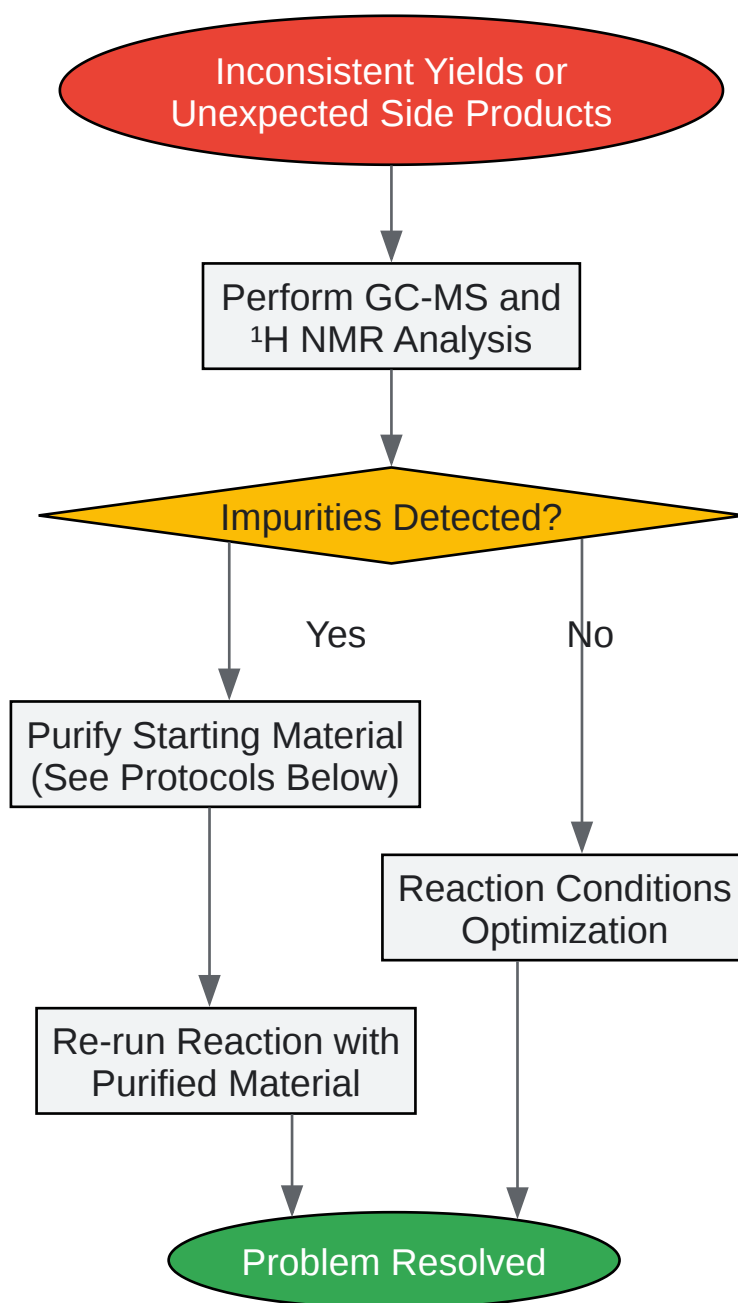 Inconsistent Yields or
Unexpected Side Products
Perform GC-MS and
¹H NMR Analysis
Impurities Detected?
Yes
No
Purify Starting Material
(See Protocols Below)
Reaction Conditions
Optimization
Re-run Reaction with
Purified Material
Problem Resolved